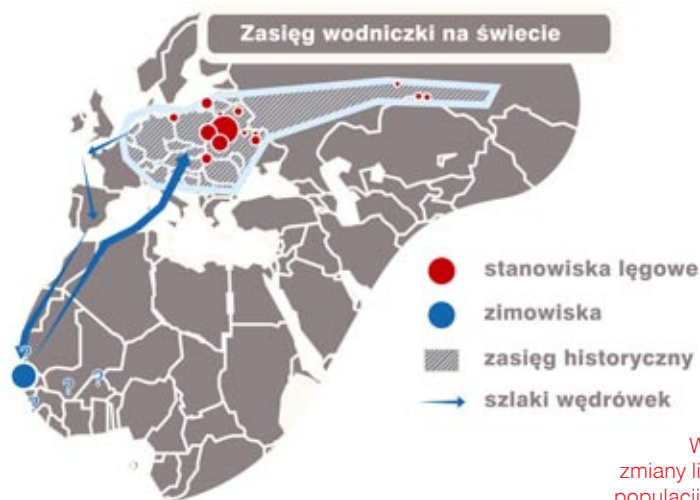 Zasięg wodniczki na świecie
stanowiska lęgowe
zimowiska
zasięg historyczny
szlaki wędrówek
?
? ?
?
W
zmiany li
populacji